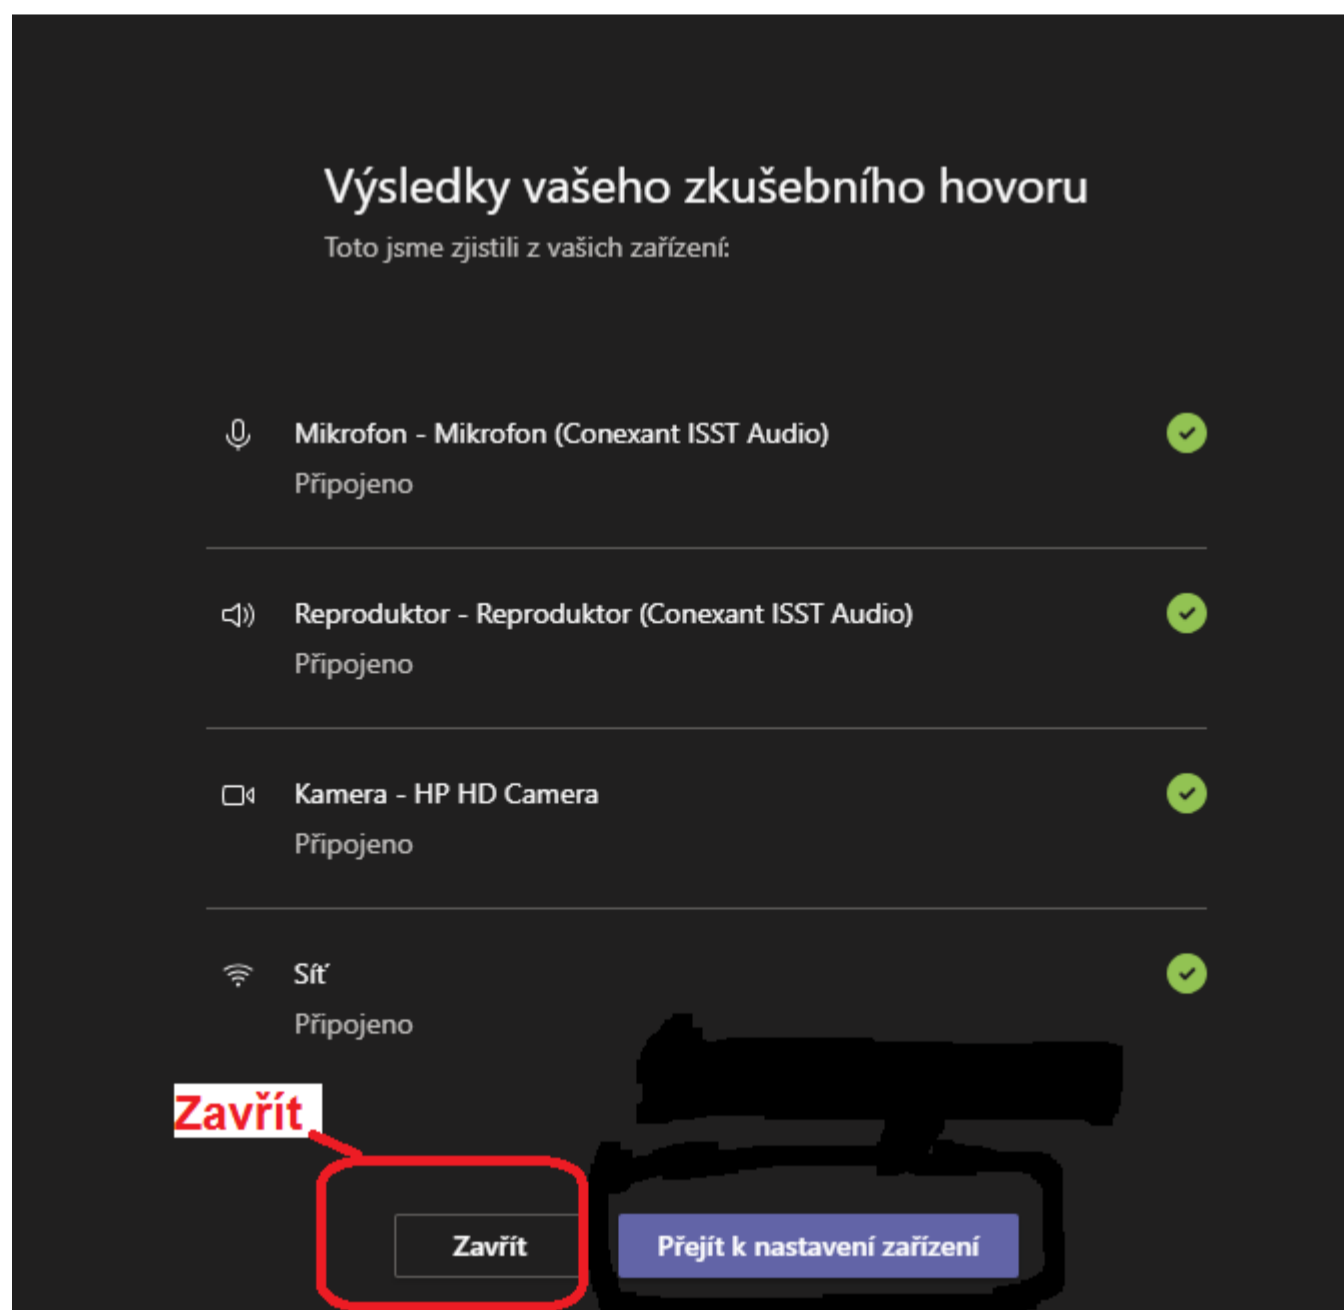 Výsledky vašeho zkušebního hovoru
Toto jsme zjistili z vašich zařízení:
Mikrofon - Mikrofon (Conexant ISST Audio)
Připojeno
Reproduktor - Reproduktor (Conexant ISST Audio)
Připojeno
Kamera - HP HD Camera
Připojeno
Síť
Připojeno
Zavřít
Zavřít
Přejít k nastavení zařízení